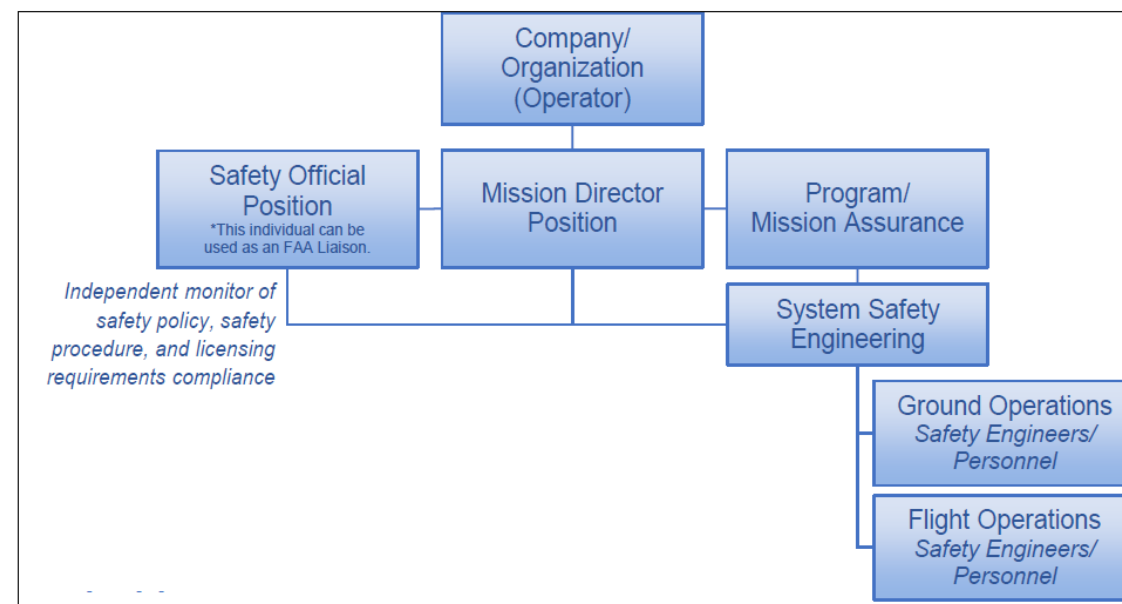 Company/
Organization
(Operator)
Safety Official
Position
*This individual can be
used as an FAA Liaison.
Mission Director
Position
Program/
Mission Assurance
Independent monitor of
safety policy, safety
procedure, and licensing
requirements compliance
System Safety
Engineering
Ground Operations
Safety Engineers/
Personnel
Flight Operations
Safety Engineers/
Personnel